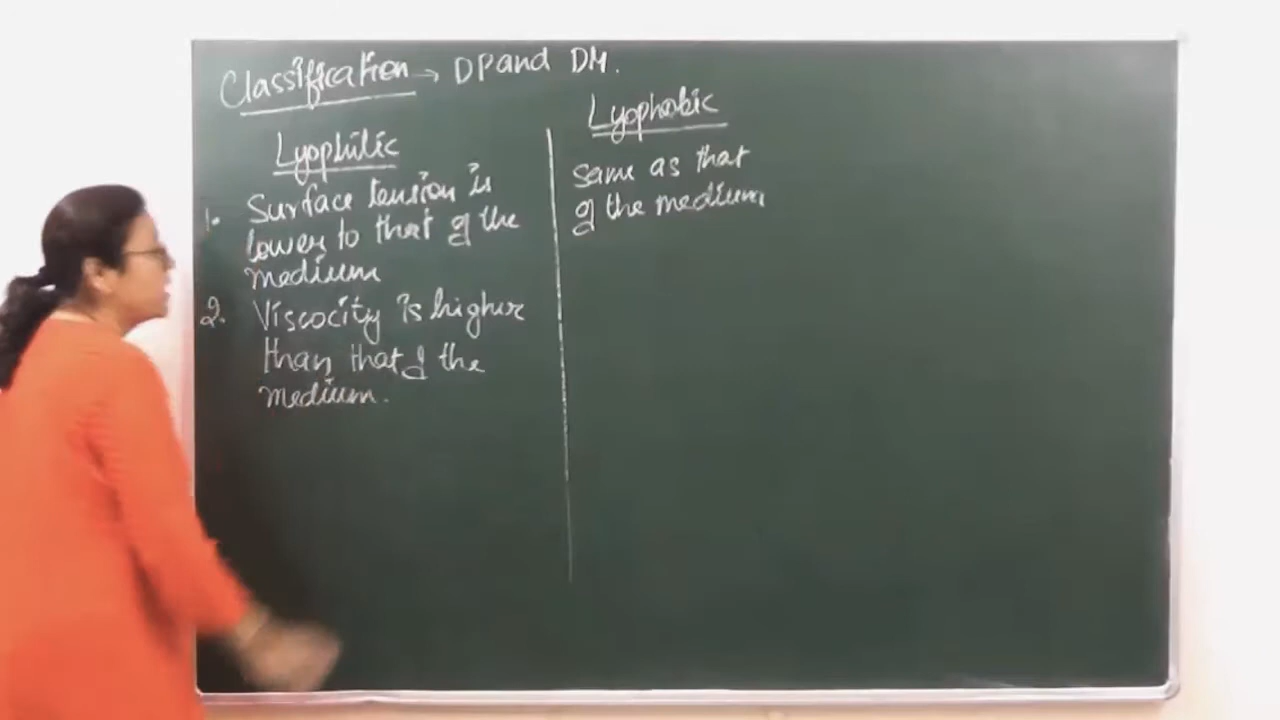 Classification → DP and DM.
Lyophilic
1. Surface tension is
lower to that of the
medium
2. Viscocity is higher
than that of the
medium.
Lyophobic
Same as that
of the medium